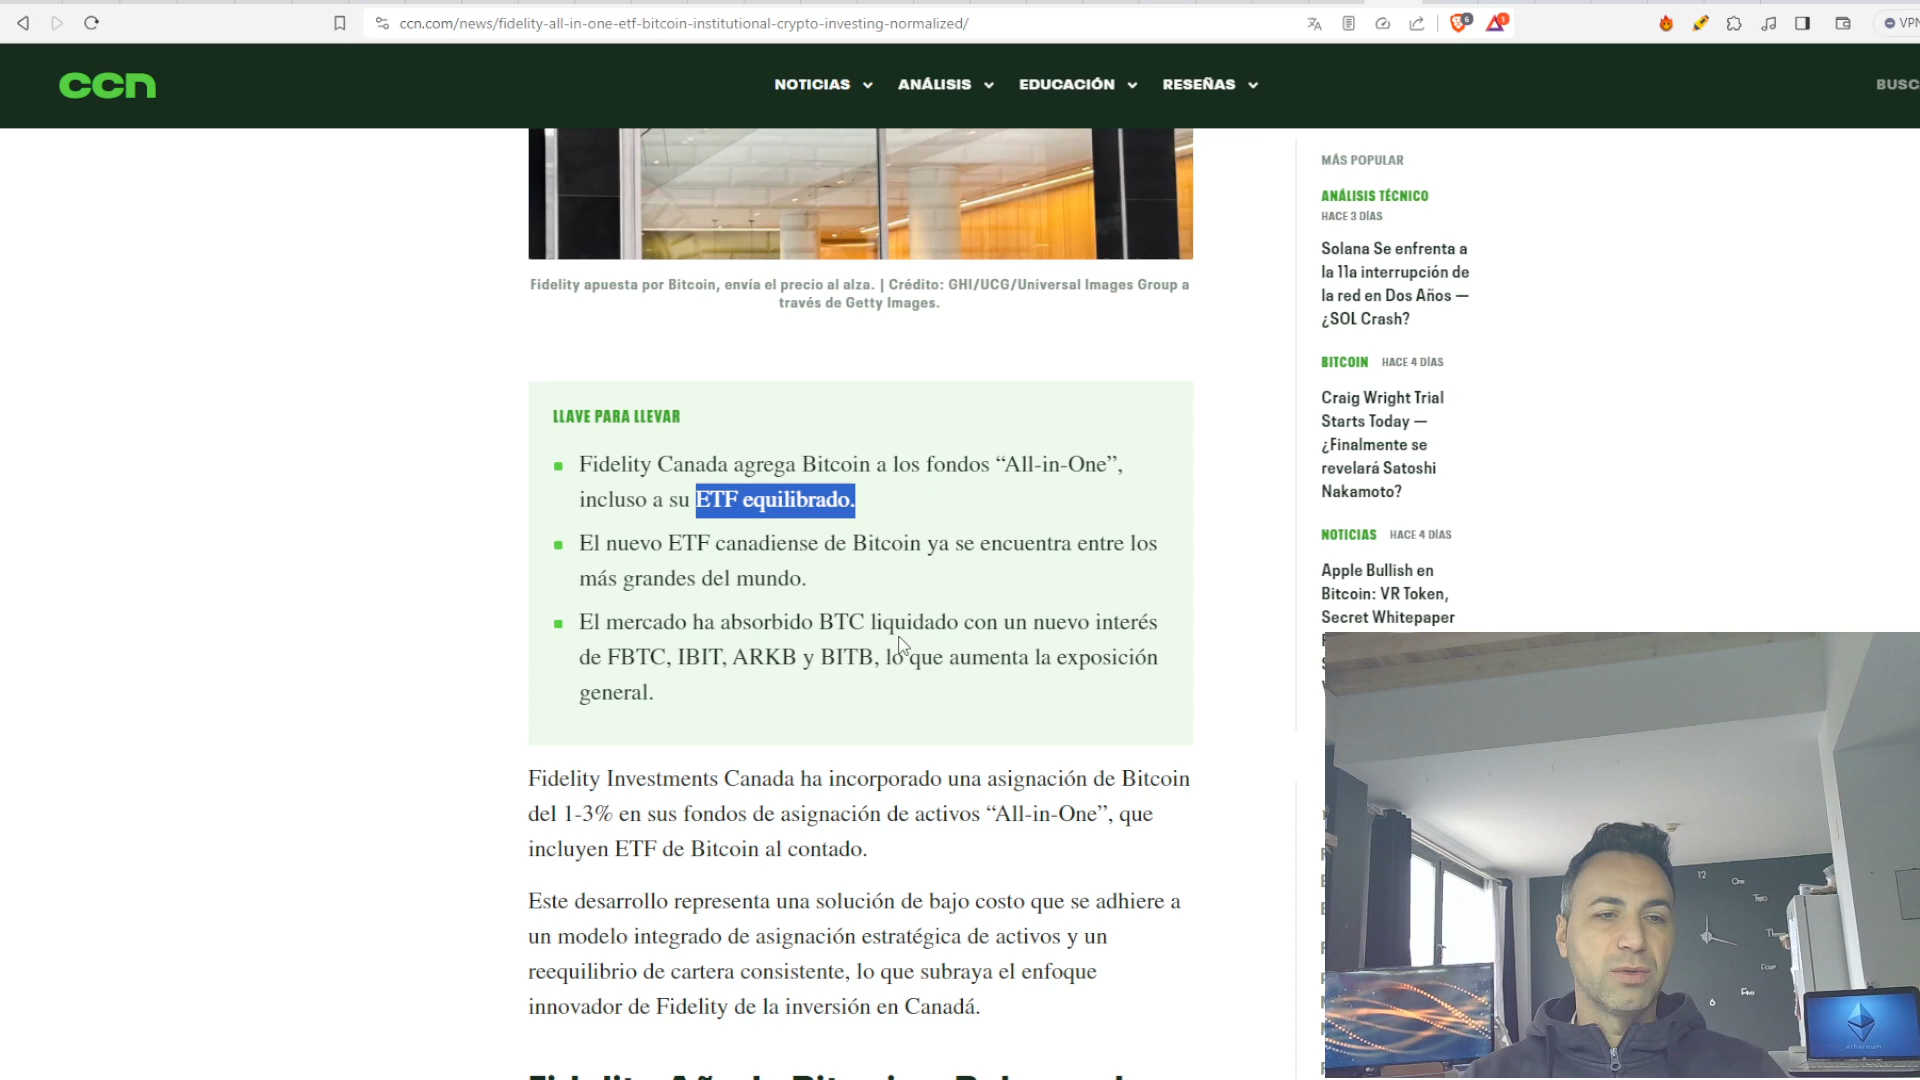 ccn.com/news/fidelity-all-in-one-etf-bitcoin-institutional-crypto-investing-normalized/
6
1
VPN
ccn
NOTICIAS
ANÁLISIS
EDUCACIÓN
RESEÑAS
Fidelity apuesta por Bitcoin, envía el precio al alza. | Crédito: GHI/UCG/Universal Images Group a
través de Getty Images.
LLAVE PARA LLEVAR
Fidelity Canada agrega Bitcoin a los fondos “All-in-One”,
incluso a su ETF equilibrado.
El nuevo ETF canadiense de Bitcoin ya se encuentra entre los
más grandes del mundo.
El mercado ha absorbido BTC liquidado con un nuevo interés
de FBTC, IBIT, ARKB y BITB, lo que aumenta la exposición
general.
Fidelity Investments Canada ha incorporado una asignación de Bitcoin
del 1-3% en sus fondos de asignación de activos “All-in-One”, que
incluyen ETF de Bitcoin al contado.
Este desarrollo representa una solución de bajo costo que se adhiere a
un modelo integrado de asignación estratégica de activos y un
reequilibrio de cartera consistente, lo que subraya el enfoque
innovador de Fidelity de la inversión en Canadá.
MÁS POPULAR
ANÁLISIS TÉCNICO
HACE 3 DÍAS
Solana Se enfrenta a
la 11a interrupción de
la red en Dos Años —
¿SOL Crash?
BITCOIN HACE 4 DÍAS
Craig Wright Trial
Starts Today —
¿Finalmente se
revelará Satoshi
Nakamoto?
NOTICIAS HACE 4 DÍAS
Apple Bullish en
Bitcoin: VR Token,
Secret Whitepaper
12
One
Two
Three
Four
Five
6
ethereum